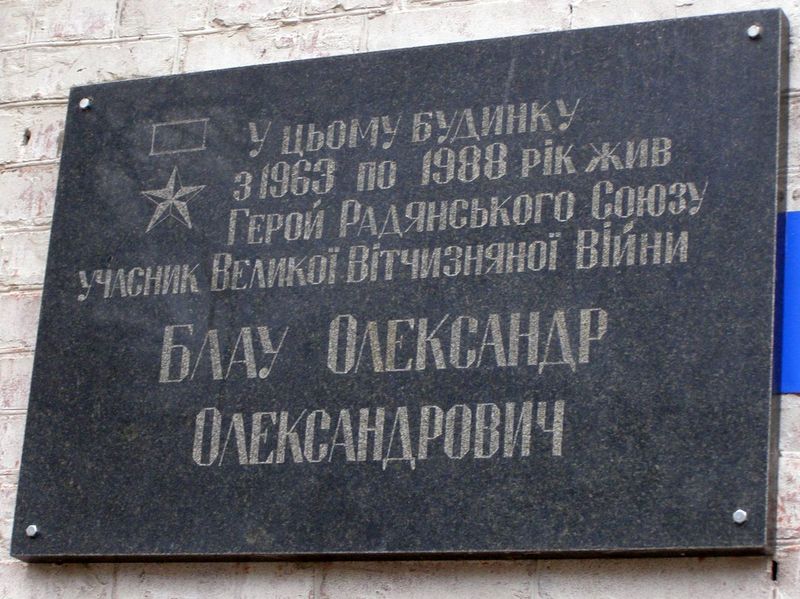 У цьому будинку
з 1963 по 1988 рік жив
Герой Радянського Союзу
учасник Великої Вітчизняної Війни
Блау Олександр
Олександрович